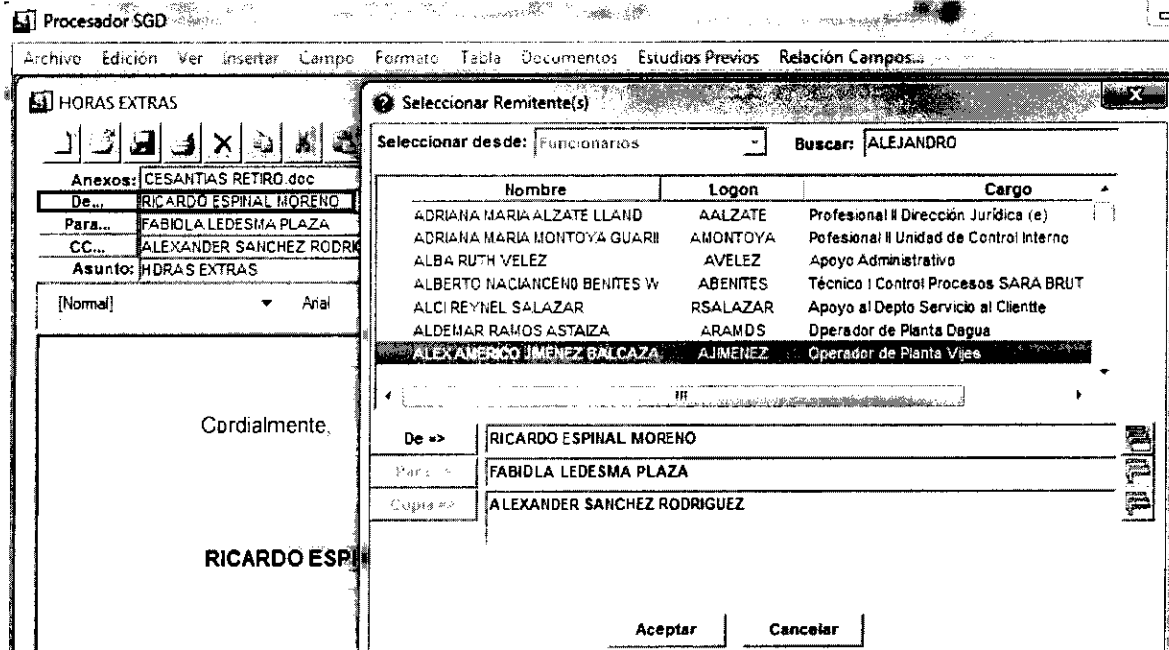 Procesador SGD
Archivo Edición Ver Insertar Campo Formato Tabla Documentos Estudios Previos Relación Campos...
HORAS EXTRAS
Anexos: CESANTIAS RETIRO.doc
De... RICARDO ESPINAL MORENO
Para... FABIOLA LEDESMA PLAZA
CC... ALEXANDER SANCHEZ RODRI
Asunto: HORAS EXTRAS
[Normal] Arial
Cordialmente,
RICARDO ESPI
Seleccionar Remitente(s)
Seleccionar desde: Funcionarios Buscar: ALEJANDRO
Nombre Logon Cargo
ADRIANA MARIA ALZATE LLAND AALZATE Profesional II Dirección Jurídica (e)
ADRIANA MARIA MONTOYA GUARII AMONTOYA Pofesional II Unidad de Control Interno
ALBA RUTH VELEZ AVELEZ Apoyo Administrativo
ALBERTO NACIANCENO BENITES W ABENITES Técnico I Control Procesos SARA BRUT
ALCI REYNEL SALAZAR RSALAZAR Apoyo al Depto Servicio al Clientte
ALDEMAR RAMOS ASTAIZA ARAMOS Operador de Planta Dagua
ALEX AMERICO JIMENEZ BALCAZA AJIMENEZ Operador de Planta Vijes
De => RICARDO ESPINAL MORENO
Para => FABIOLA LEDESMA PLAZA
Copia => ALEXANDER SANCHEZ RODRIGUEZ
Aceptar Cancelar